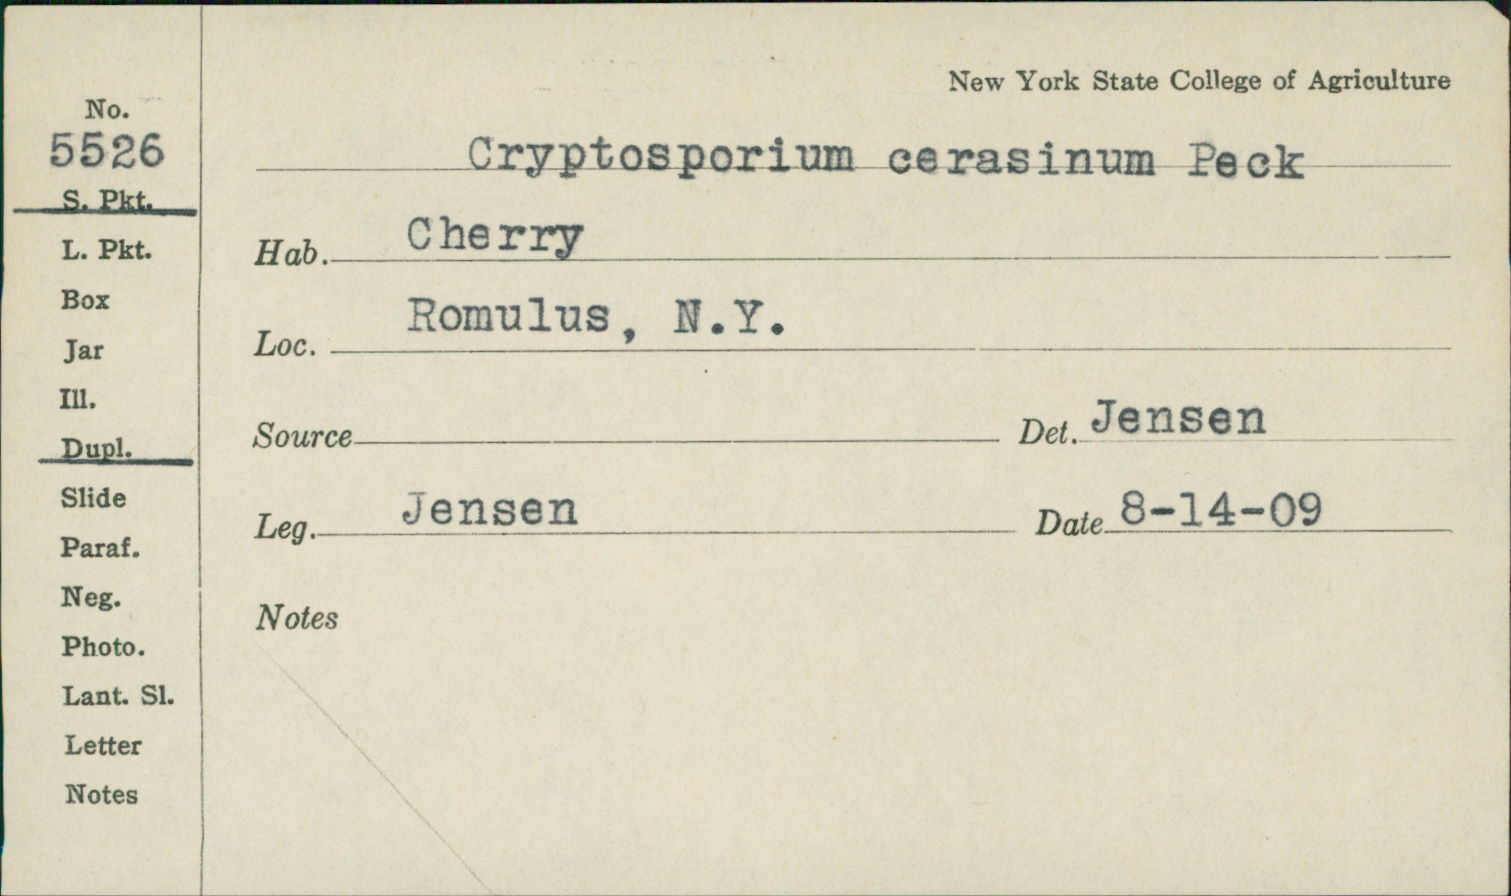 New York State College of Agriculture
No.
5526
S. Pkt.
L. Pkt.
Box
Jar
Ill.
Dupl.
Slide
Paraf.
Neg.
Photo.
Lant. Sl.
Letter
Notes
Cryptosporium cerasinum Peck
Hab. Cherry
Loc. Romulus, N.Y.
Source Det. Jensen
Leg. Jensen Date 8-14-09
Notes